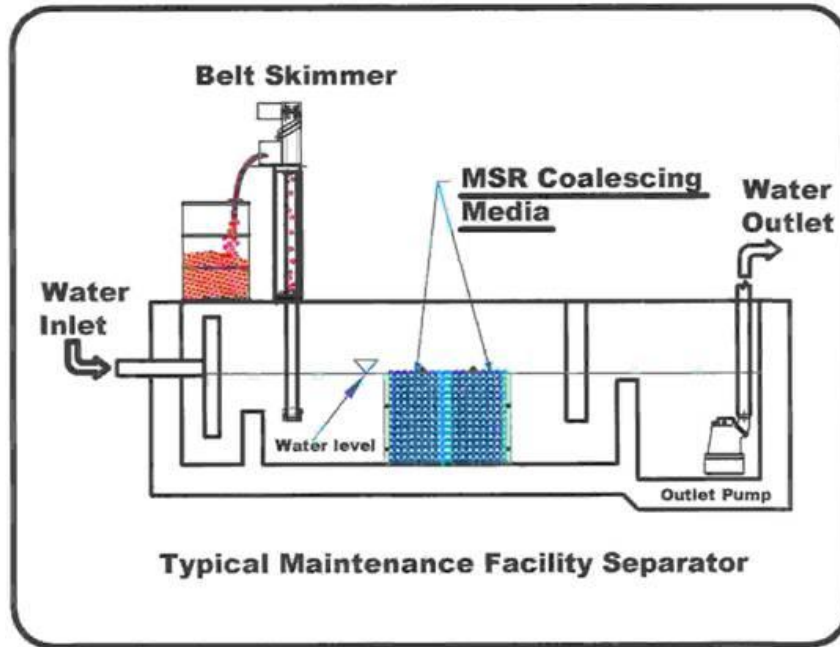 Belt Skimmer
MSR Coalescing
Media
Water
Outlet
Water
Inlet
Water level
Outlet Pump
Typical Maintenance Facility Separator